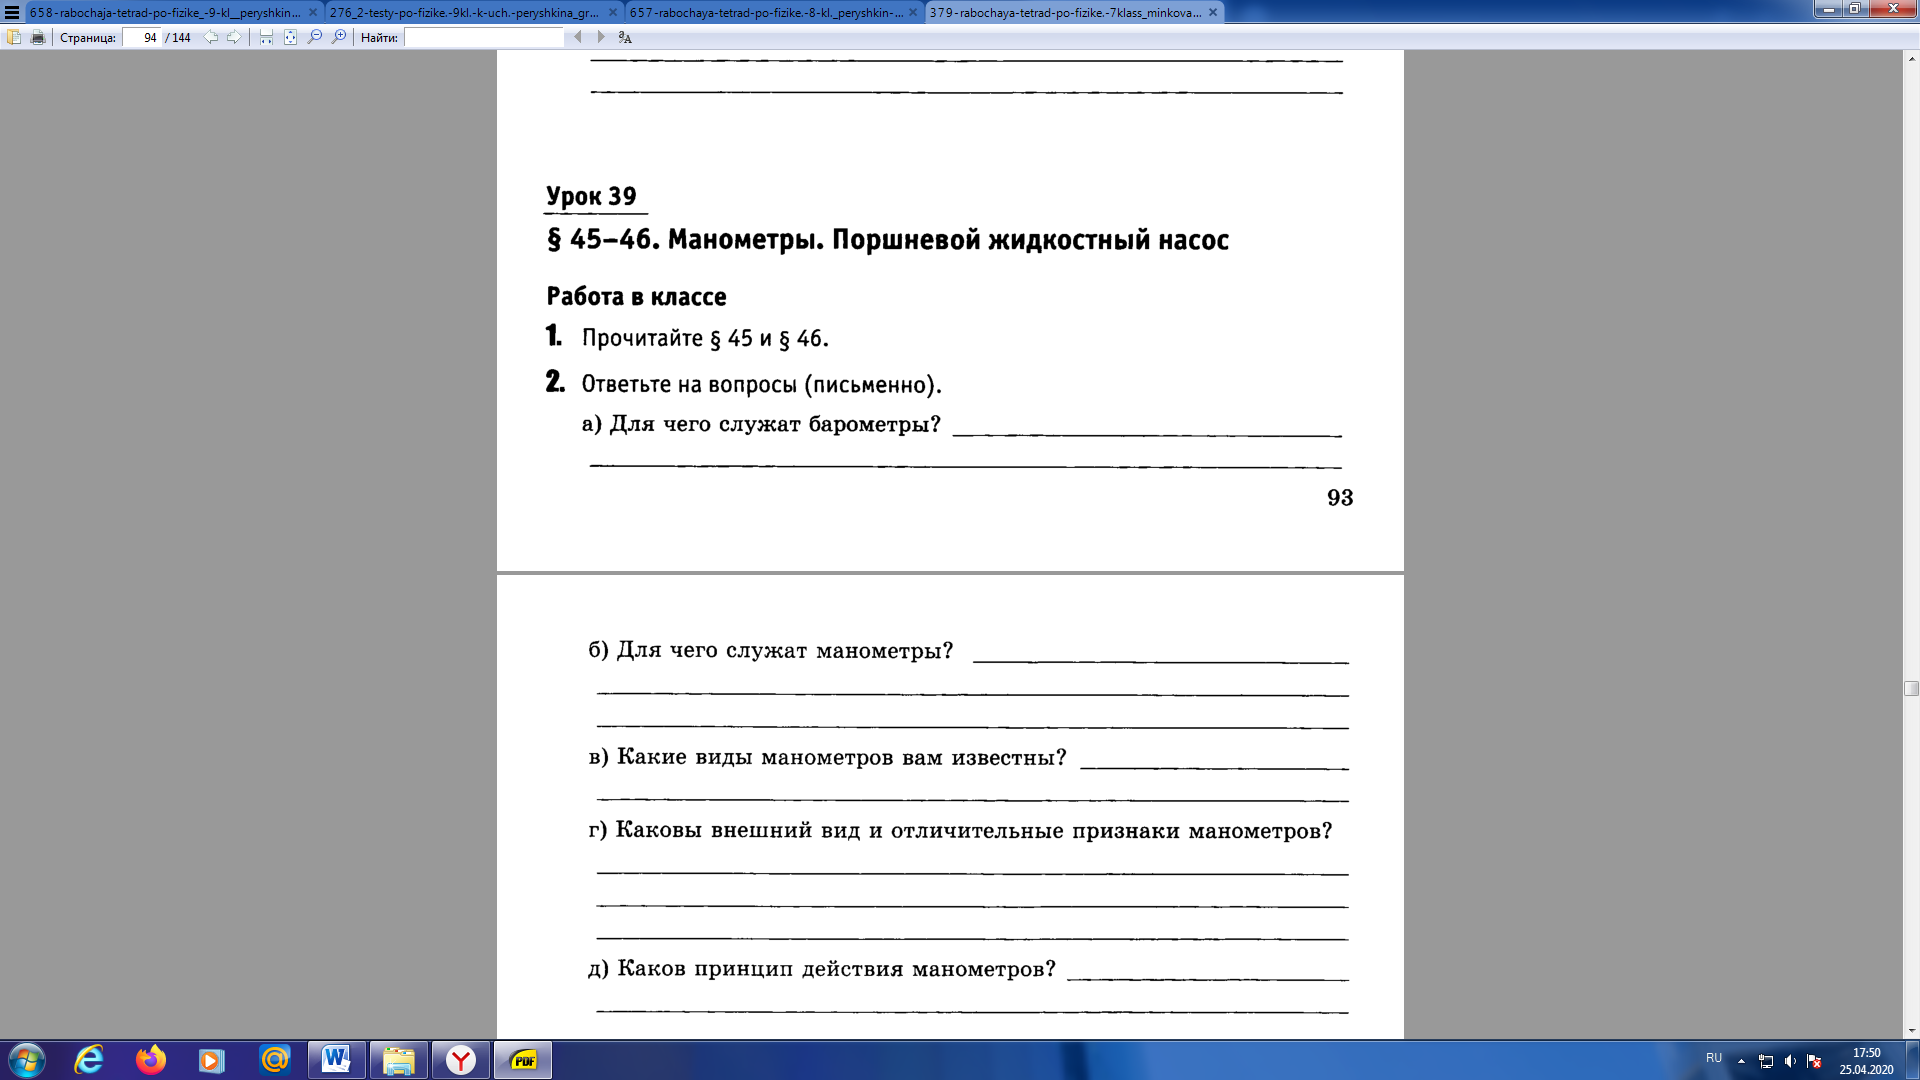 658-rabochaja-tetrad-po-fizike_-9-kl__peryshkin...
276_2-testy-po-fizike.-9kl.-k-uch.-peryshkina_gr...
657-rabochaya-tetrad-po-fizike.-8-kl._peryshkin-...
379-rabochaya-tetrad-po-fizike.-7klass_minkova...
Страница: 94 / 144 Найти:
Урок 39
§ 45–46. Манометры. Поршневой жидкостный насос
Работа в классе
1. Прочитайте § 45 и § 46.
2. Ответьте на вопросы (письменно).
а) Для чего служат барометры?
93
б) Для чего служат манометры?
в) Какие виды манометров вам известны?
г) Каковы внешний вид и отличительные признаки манометров?
д) Каков принцип действия манометров?
PDF
RU
17:50
25.04.2020